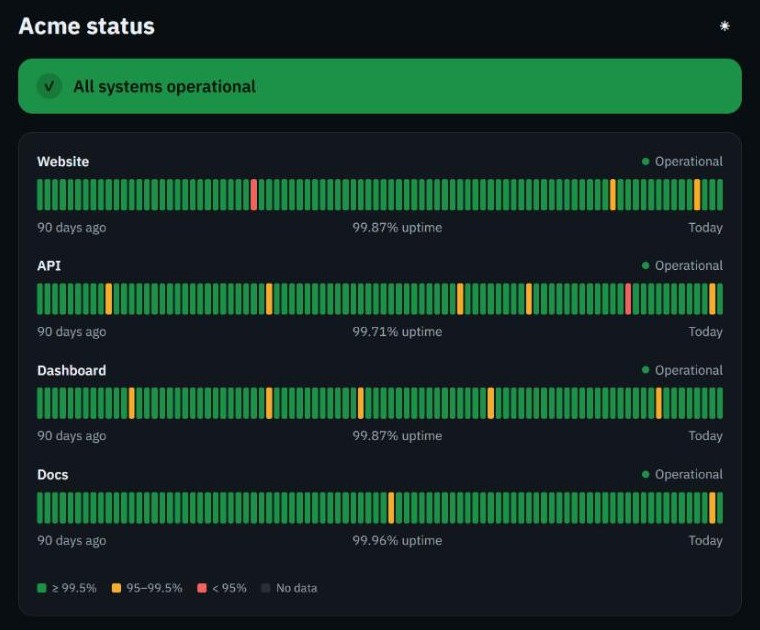 Acme status
All systems operational
Website Operational
90 days ago 99.87% uptime Today
API Operational
90 days ago 99.71% uptime Today
Dashboard Operational
90 days ago 99.87% uptime Today
Docs Operational
90 days ago 99.96% uptime Today
≥ 99.5% 95–99.5% < 95% No data